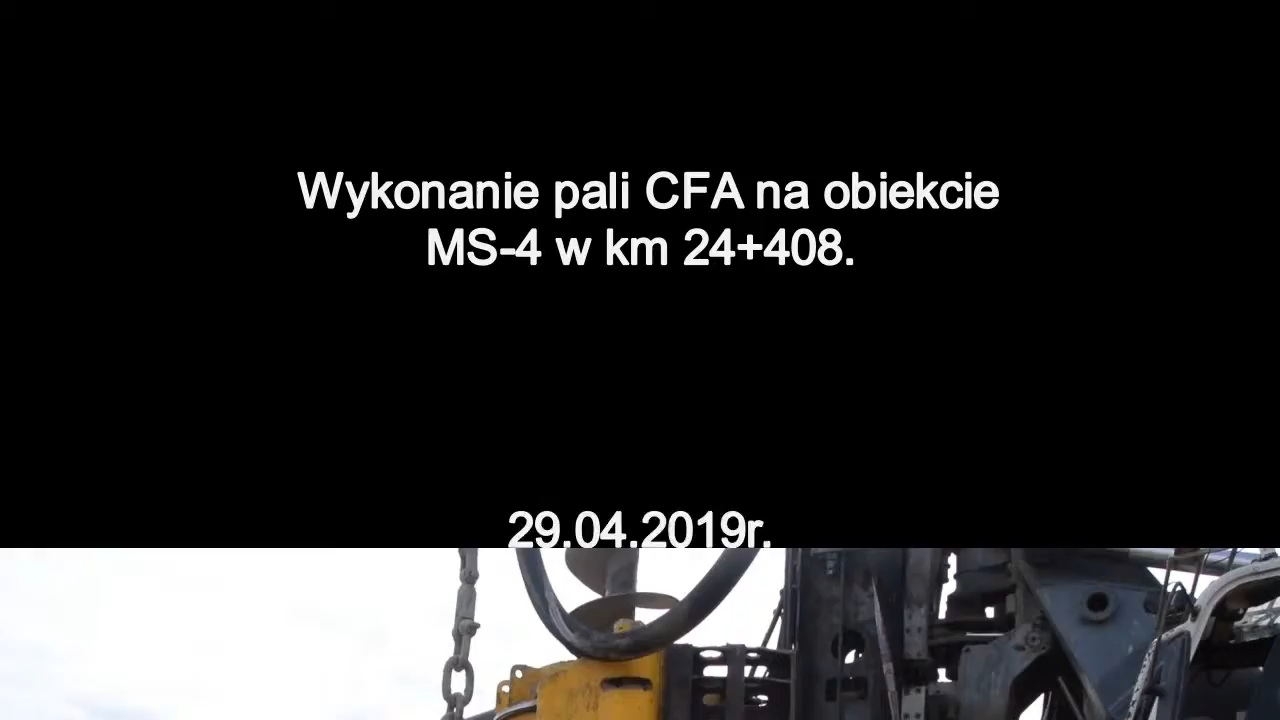 Wykonanie pali CFA na obiekcie
MS-4 w km 24+408.
29.04.2019r.